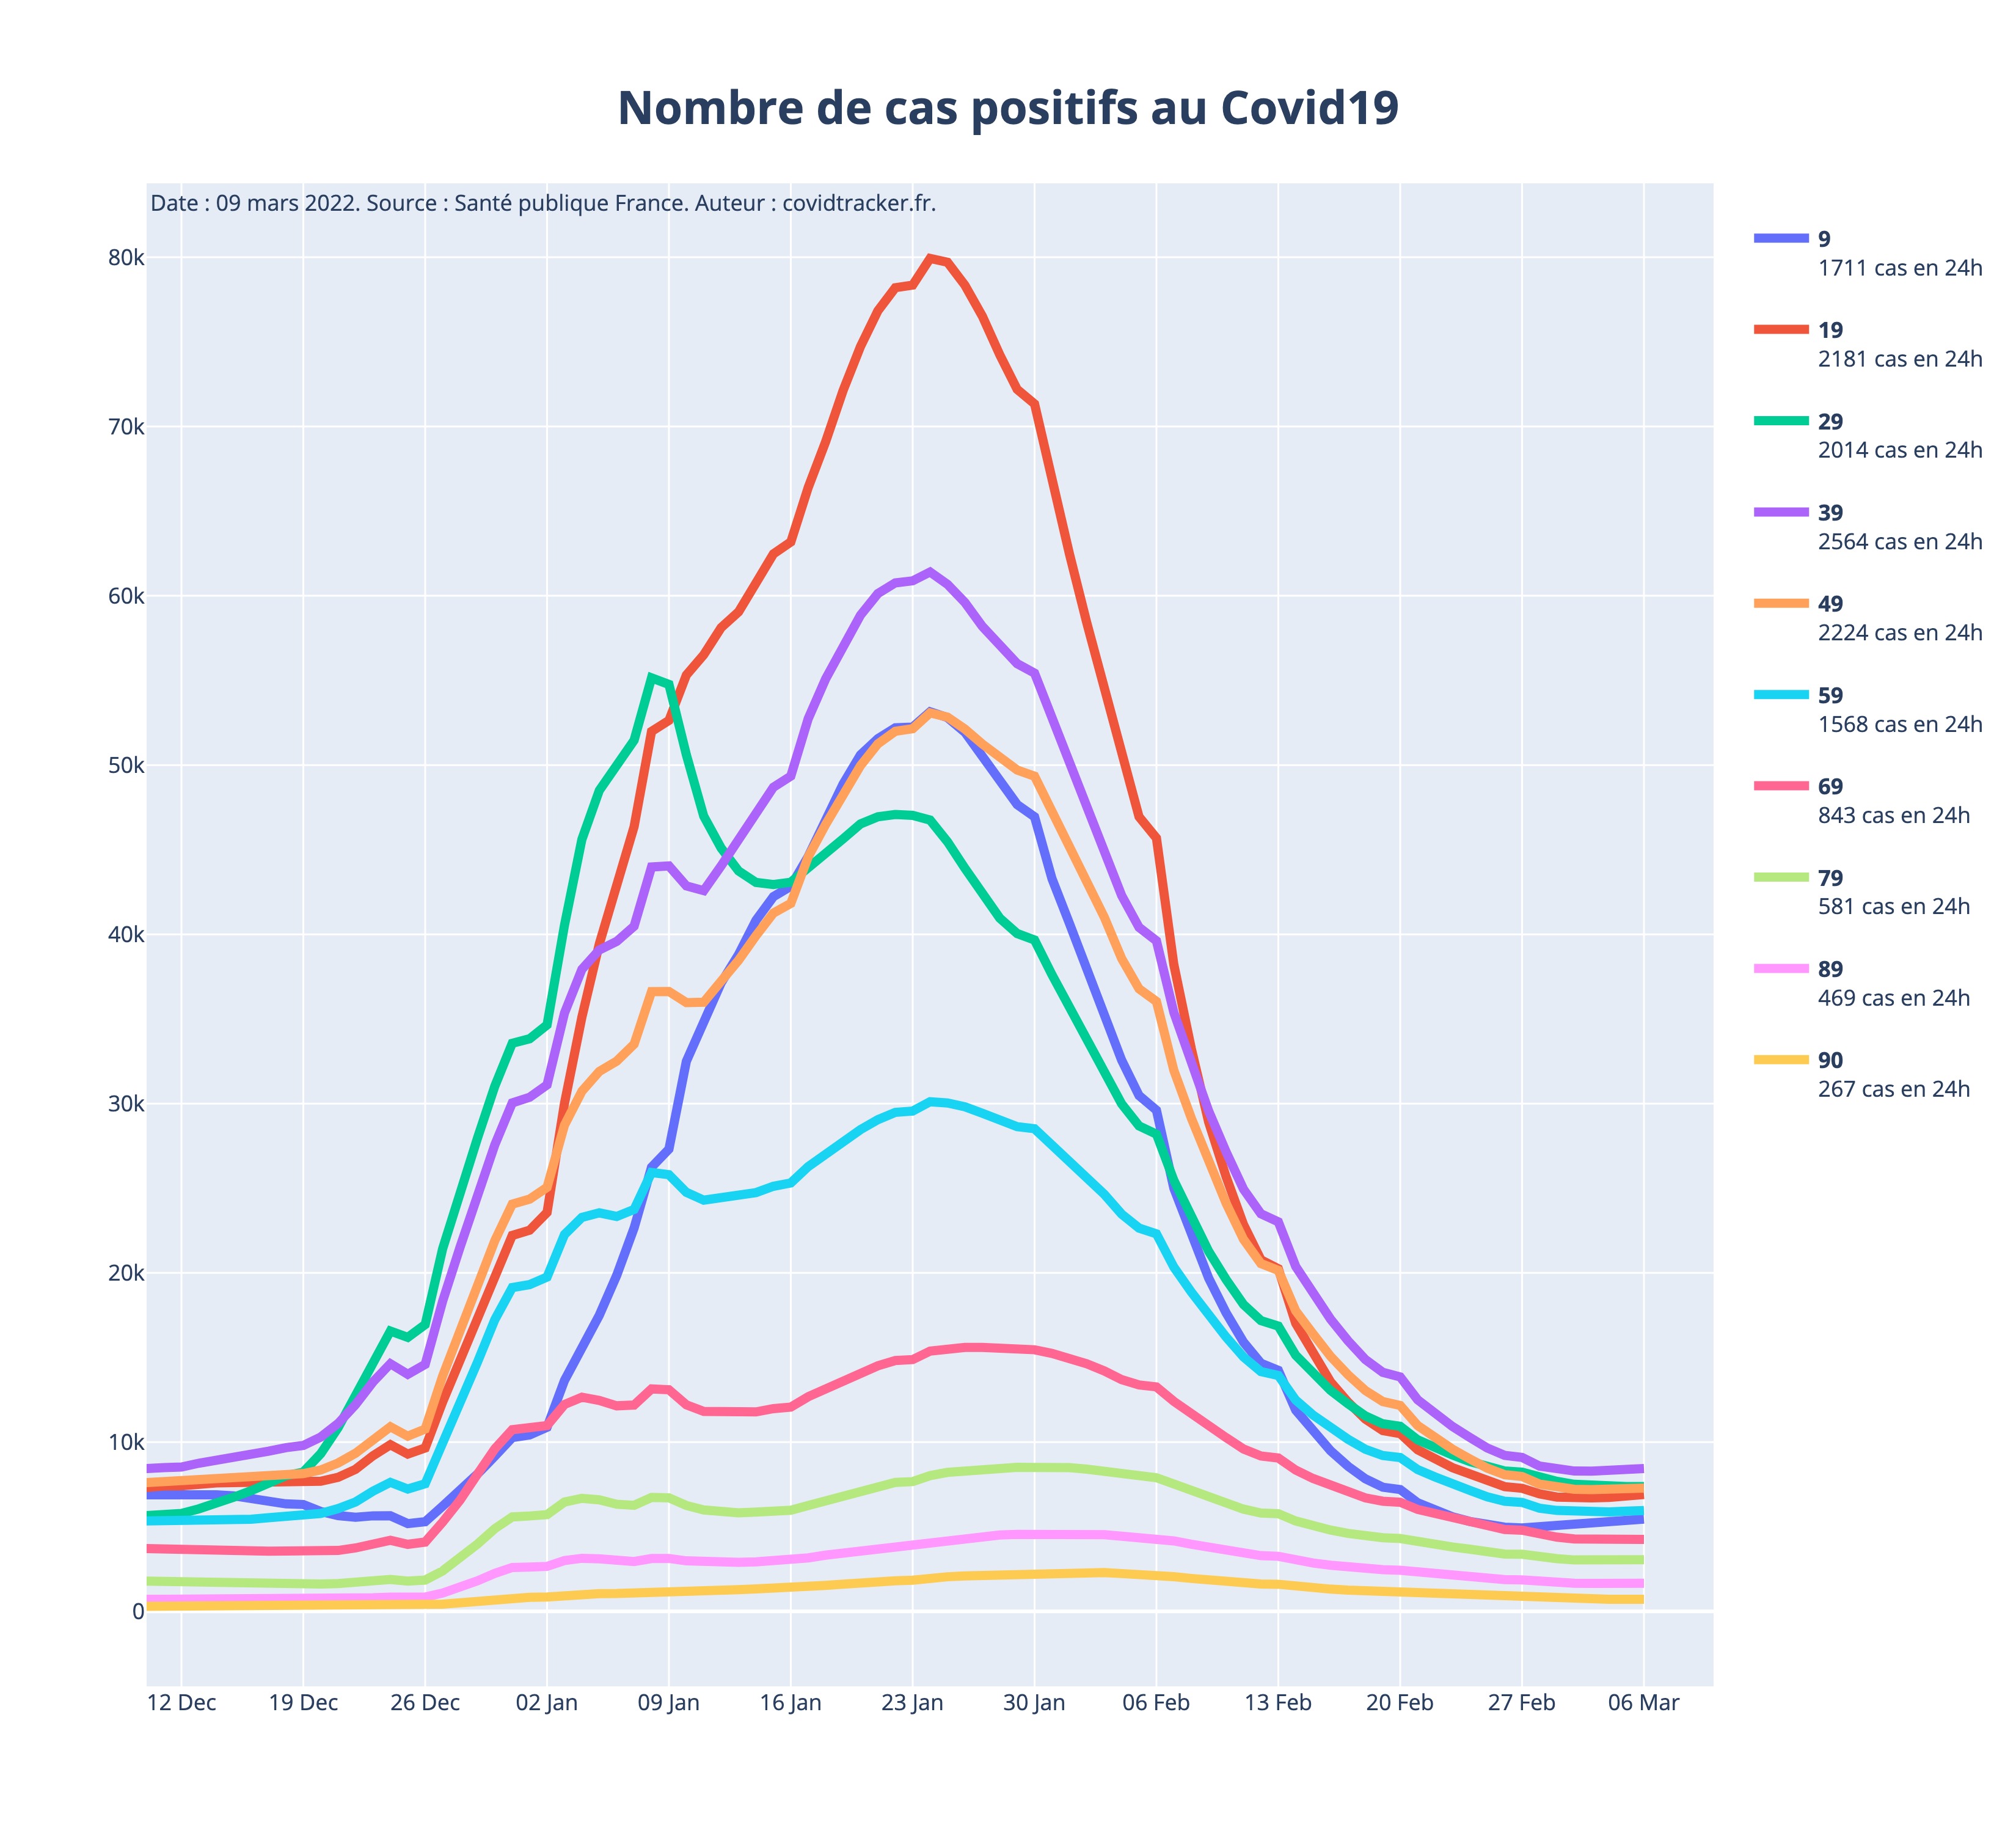 Nombre de cas positifs au Covid19
Date : 09 mars 2022. Source : Santé publique France. Auteur : covidtracker.fr.
80k
70k
60k
50k
40k
30k
20k
10k
0
12 Dec
19 Dec
26 Dec
02 Jan
09 Jan
16 Jan
23 Jan
30 Jan
06 Feb
13 Feb
20 Feb
27 Feb
06 Mar
9
1711 cas en 24h
19
2181 cas en 24h
29
2014 cas en 24h
39
2564 cas en 24h
49
2224 cas en 24h
59
1568 cas en 24h
69
843 cas en 24h
79
581 cas en 24h
89
469 cas en 24h
90
267 cas en 24h